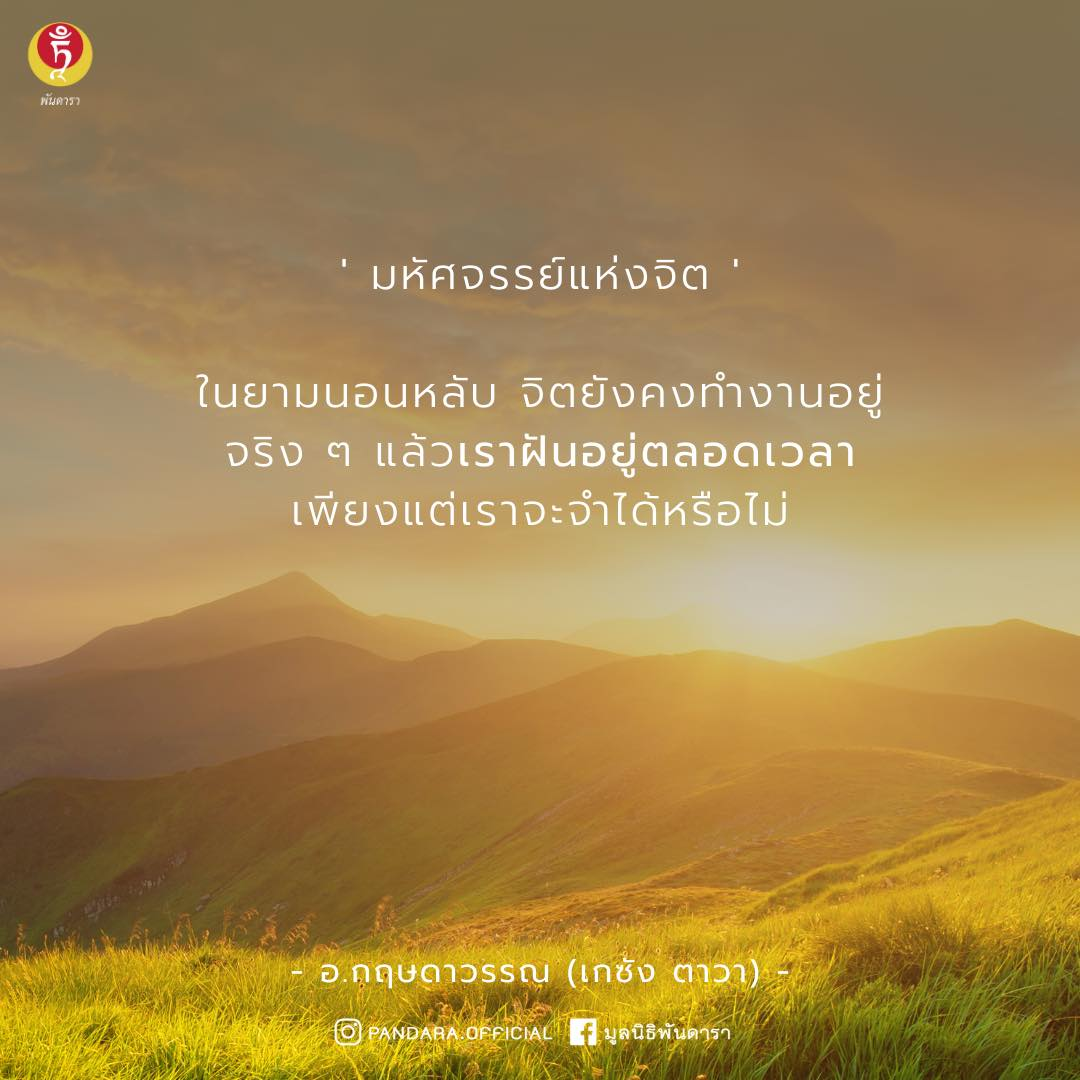 พันดารา
' มหัศจรรย์แห่งจิต '
ในยามนอนหลับ จิตยังคงทำงานอยู่
จริง ๆ แล้วเราฝันอยู่ตลอดเวลา
เพียงแต่เราจะจำได้หรือไม่
- อ.กฤษดาวรรณ (เกซัง ตาวา) -
PANDARA.OFFICIAL มูลนิธิพันดารา